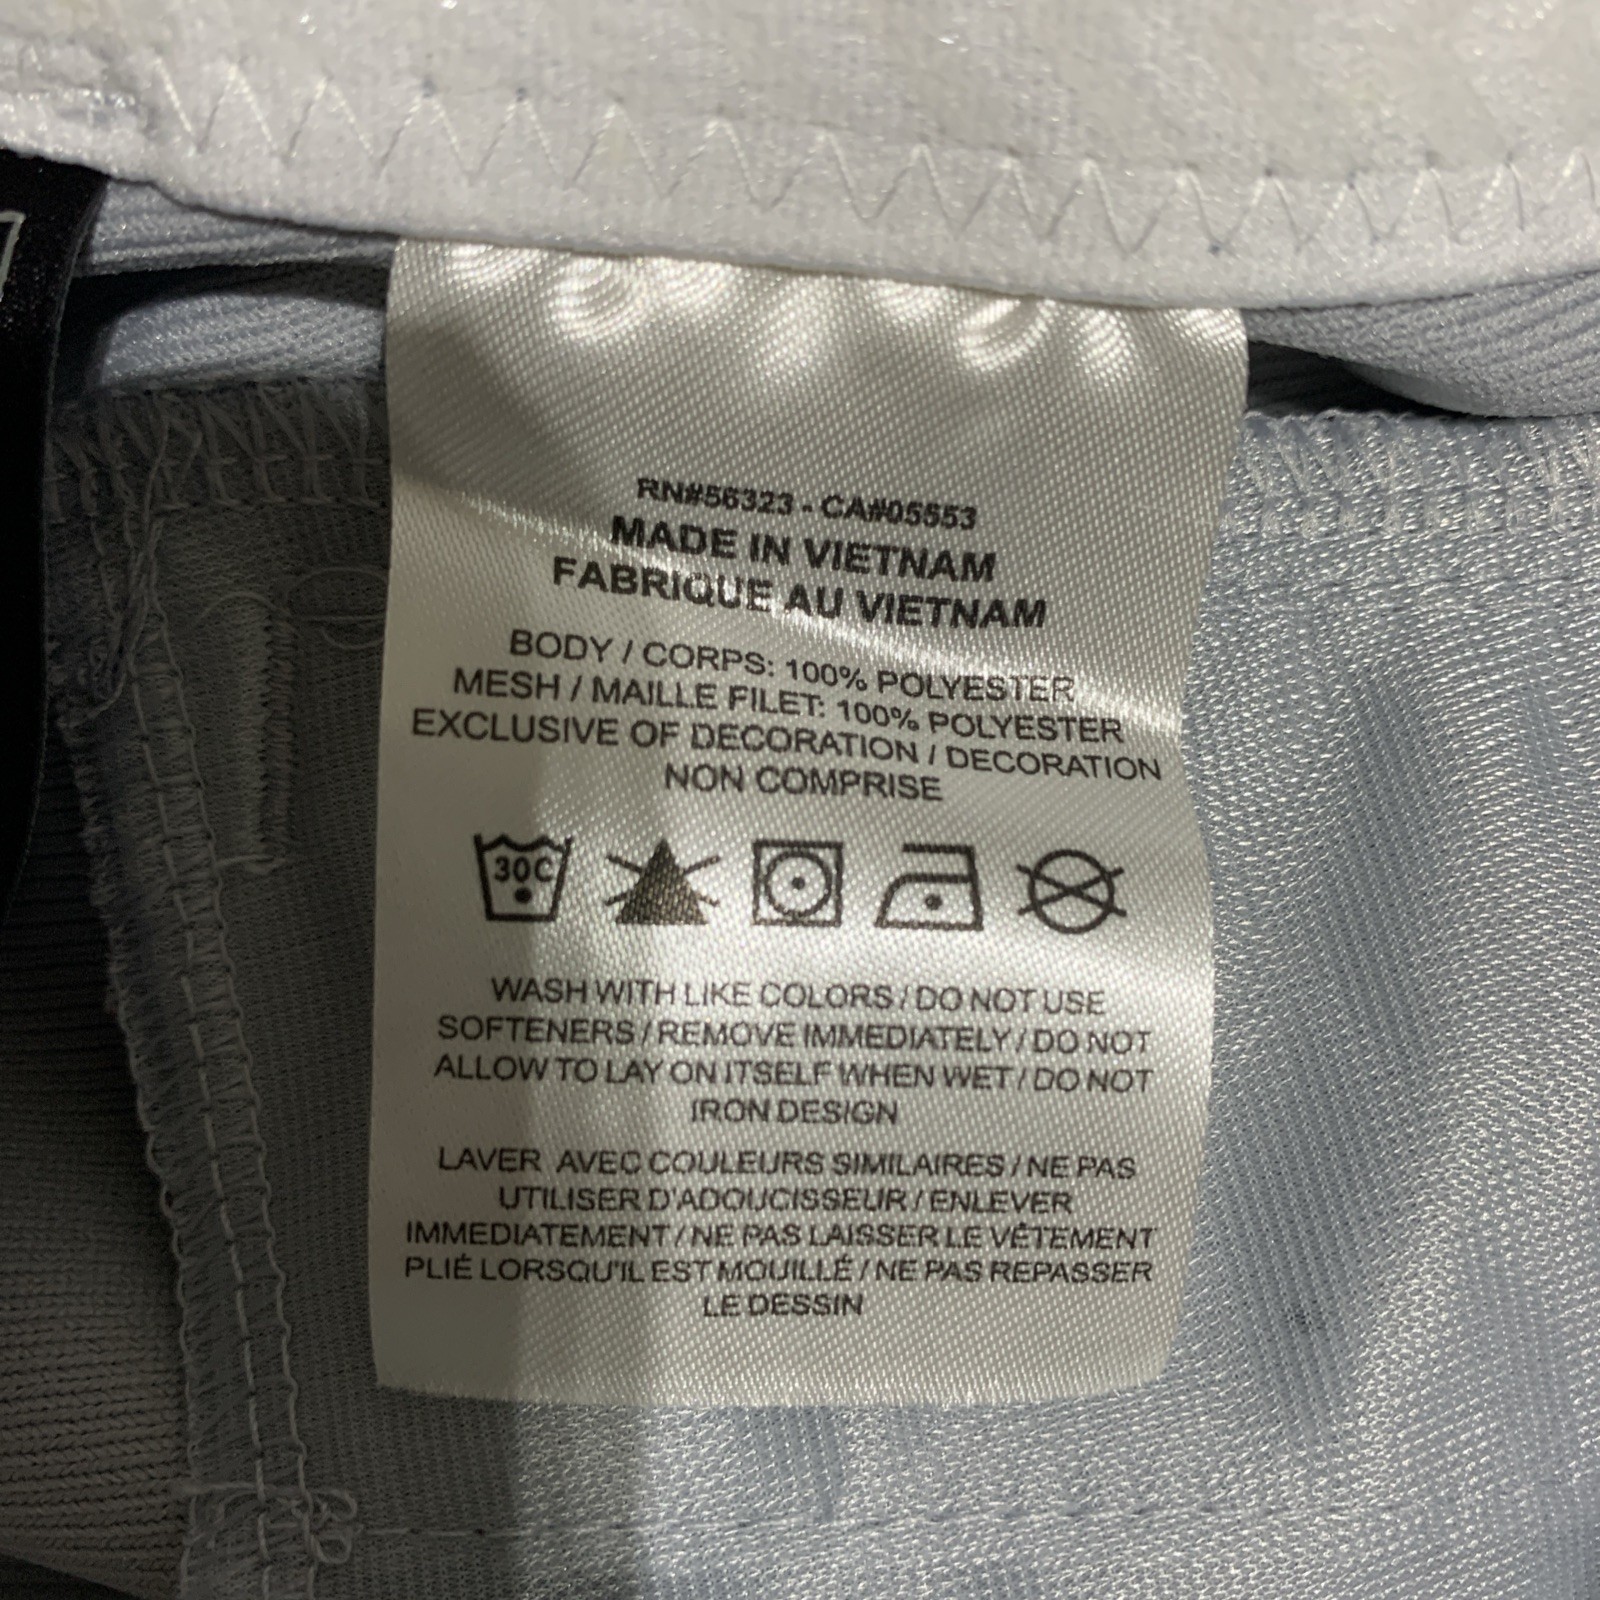 RN#56323 - CA#05553
MADE IN VIETNAM
FABRIQUE AU VIETNAM
BODY / CORPS: 100% POLYESTER
MESH / MAILLE FILET: 100% POLYESTER
EXCLUSIVE OF DECORATION / DECORATION
NON COMPRISE
30C
WASH WITH LIKE COLORS / DO NOT USE
SOFTENERS / REMOVE IMMEDIATELY / DO NOT
ALLOW TO LAY ON ITSELF WHEN WET / DO NOT
IRON DESIGN
LAVER AVEC COULEURS SIMILAIRES / NE PAS
UTILISER D'ADOUCISSEUR / ENLEVER
IMMEDIATEMENT / NE PAS LAISSER LE VÊTEMENT
PLIÉ LORSQU'IL EST MOUILLÉ / NE PAS REPASSER
LE DESSIN